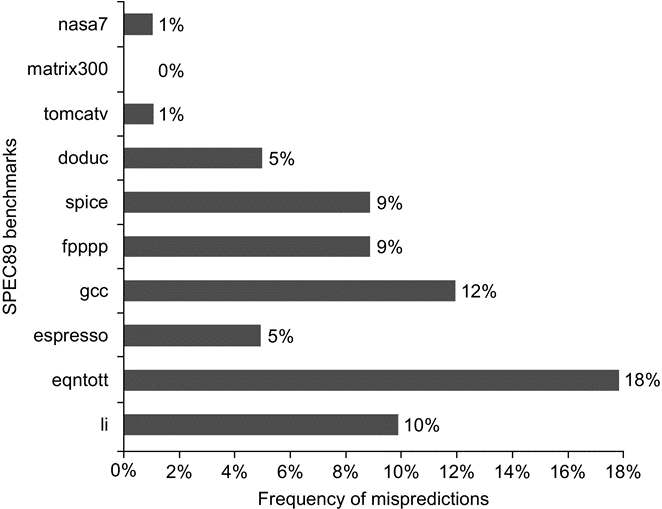 SPEC89 benchmarks
nasa7 1%
matrix300 0%
tomcatv 1%
doduc 5%
spice 9%
fpppp 9%
gcc 12%
espresso 5%
eqntott 18%
li 10%
0% 2% 4% 6% 8% 10% 12% 14% 16% 18%
Frequency of mispredictions